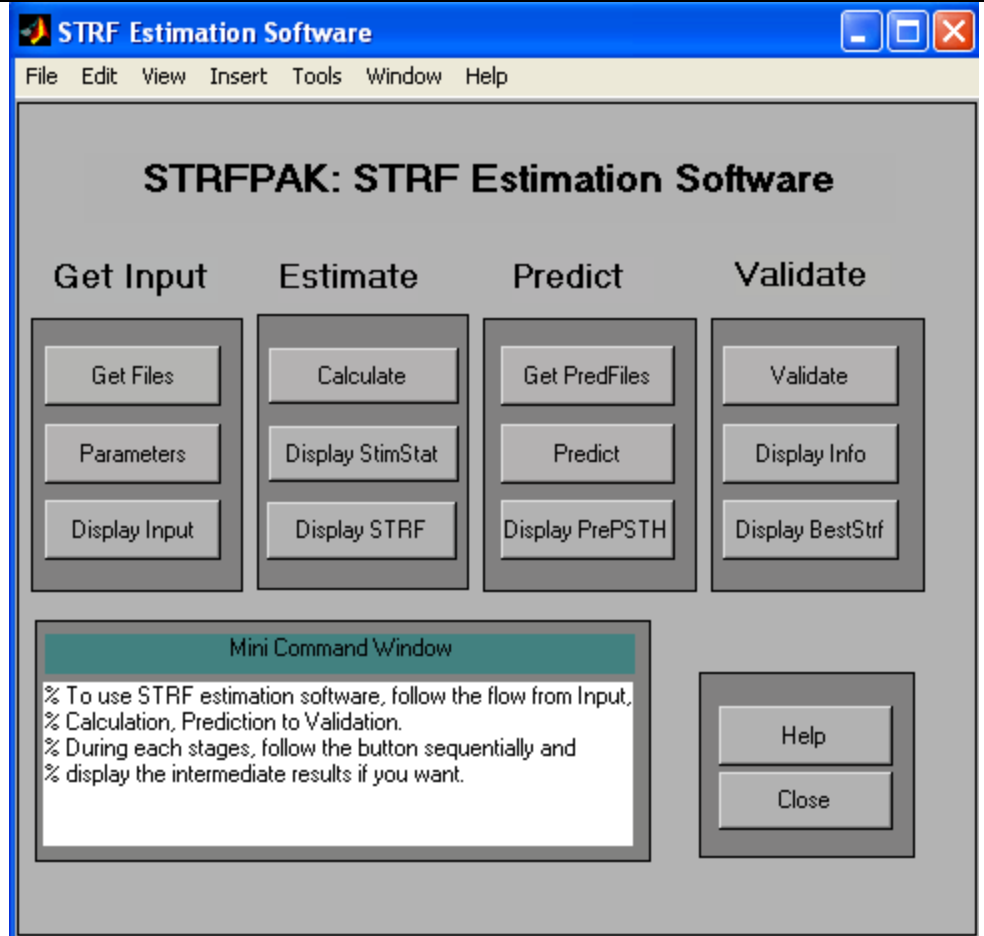 STRF Estimation Software
File Edit View Insert Tools Window Help
STRFPAK: STRF Estimation Software
Get Input Estimate Predict Validate
Get Files Calculate Get PredFiles Validate
Parameters Display StimStat Predict Display Info
Display Input Display STRF Display PrePSTH Display BestStrf
Mini Command Window
% To use STRF estimation software, follow the flow from Input,
% Calculation, Prediction to Validation.
% During each stages, follow the button sequentially and
% display the intermediate results if you want.
Help
Close